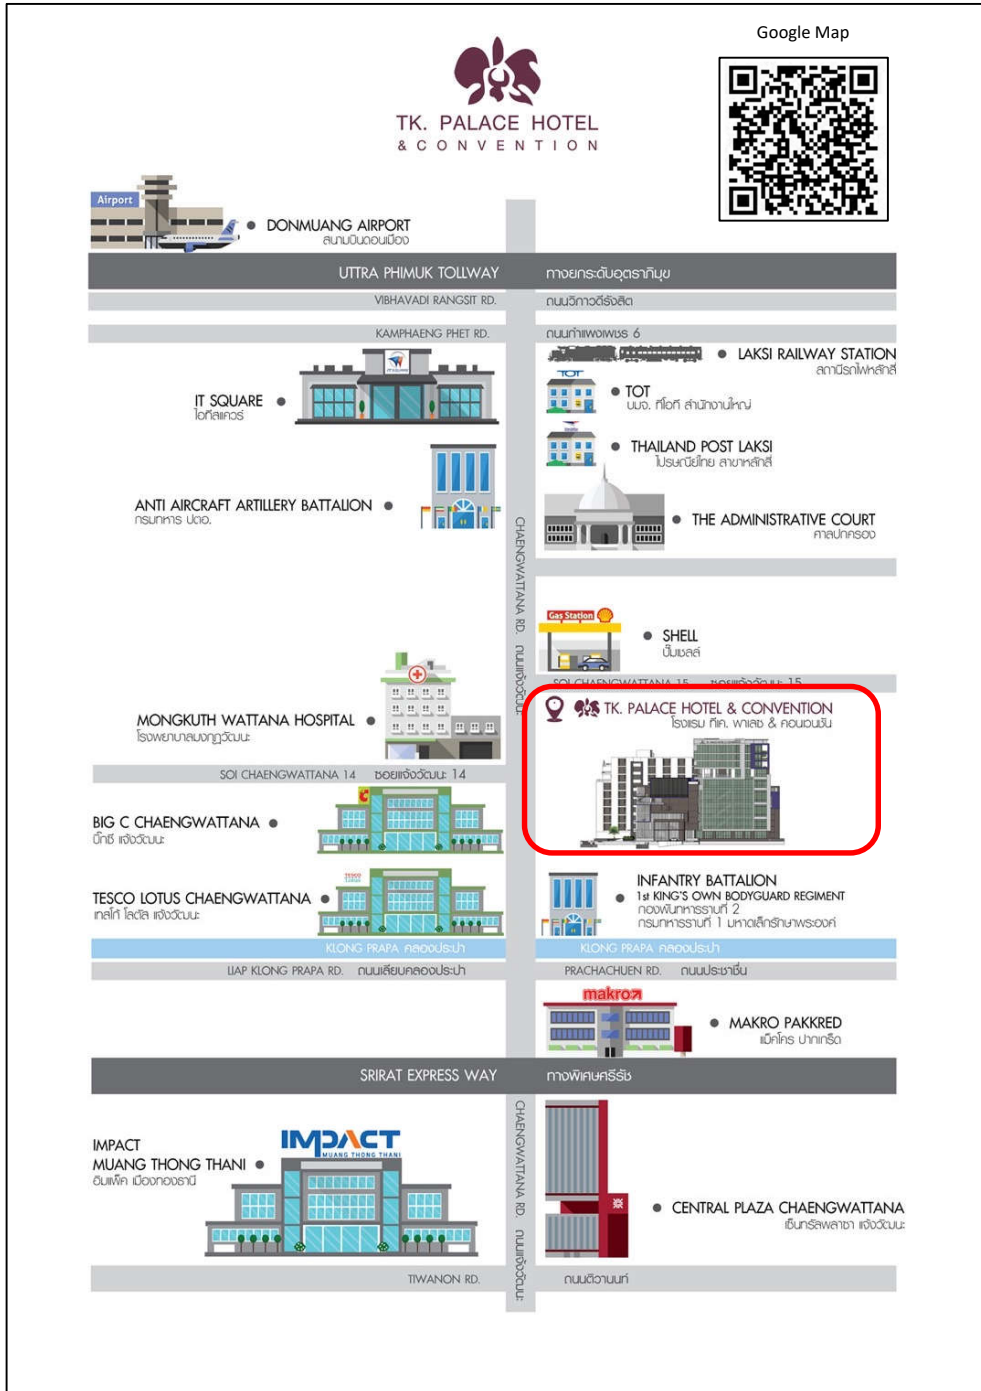 Google Map
TK. PALACE HOTEL
& CONVENTION
Airport
DONMUANG AIRPORT
สนามบินดอนเมือง
UTTRA PHIMUK TOLLWAY ทางยกระดับอุตราภิมุข
VIBHAVADI RANGSIT RD. ถนนวิภาวดีรังสิต
KAMPHAENG PHET RD. ถนนกำแพงเพชร 6
LAKSI RAILWAY STATION
สถานีรถไฟหลักสี่
IT SQUARE
ไอทีสแควร์
IT SQUARE
TOT
TOT
บมจ. ทีโอที สำนักงานใหญ่
THAILAND POST LAKSI
ไปรษณีย์ไทย สาขาหลักสี่
ANTI AIRCRAFT ARTILLERY BATTALION
กรมทหาร ปตอ.
THE ADMINISTRATIVE COURT
ศาลปกครอง
CHAENGWATTANA RD. ถนนแจ้งวัฒนะ
Gas Station
SHELL
ปั๊มเชลล์
SOI CHAENGWATTANA 15 ซอยแจ้งวัฒนะ 15
TK. PALACE HOTEL & CONVENTION
โรงแรม ทีเค. พาเลซ & คอนเวนชัน
MONGKUTH WATTANA HOSPITAL
โรงพยาบาลมงกุฎวัฒนะ
SOI CHAENGWATTANA 14 ซอยแจ้งวัฒนะ 14
BIG C CHAENGWATTANA
บิ๊กซี แจ้งวัฒนะ
TESCO LOTUS CHAENGWATTANA
เทสโก้ โลตัส แจ้งวัฒนะ
TESCO
INFANTRY BATTALION
1st KING'S OWN BODYGUARD REGIMENT
กองพันทหารราบที่ 2
กรมทหารราบที่ 1 มหาดเล็กรักษาพระองค์
KLONG PRAPA คลองประปา
KLONG PRAPA คลองประปา
LIAP KLONG PRAPA RD. ถนนเลียบคลองประปา
PRACHACHUEN RD. ถนนประชาชื่น
makro
MAKRO PAKKRED
แม็คโคร ปากเกร็ด
SRIRAT EXPRESS WAY ทางพิเศษศรีรัช
CHAENGWATTANA RD. ถนนแจ้งวัฒนะ
IMPACT
MUANG THONG THANI
อิมแพ็ค เมืองทองธานี
IMPACT
MUANG THONG THANI
CENTRAL PLAZA CHAENGWATTANA
เซ็นทรัลพลาซา แจ้งวัฒนะ
TIWANON RD. ถนนติวานนท์